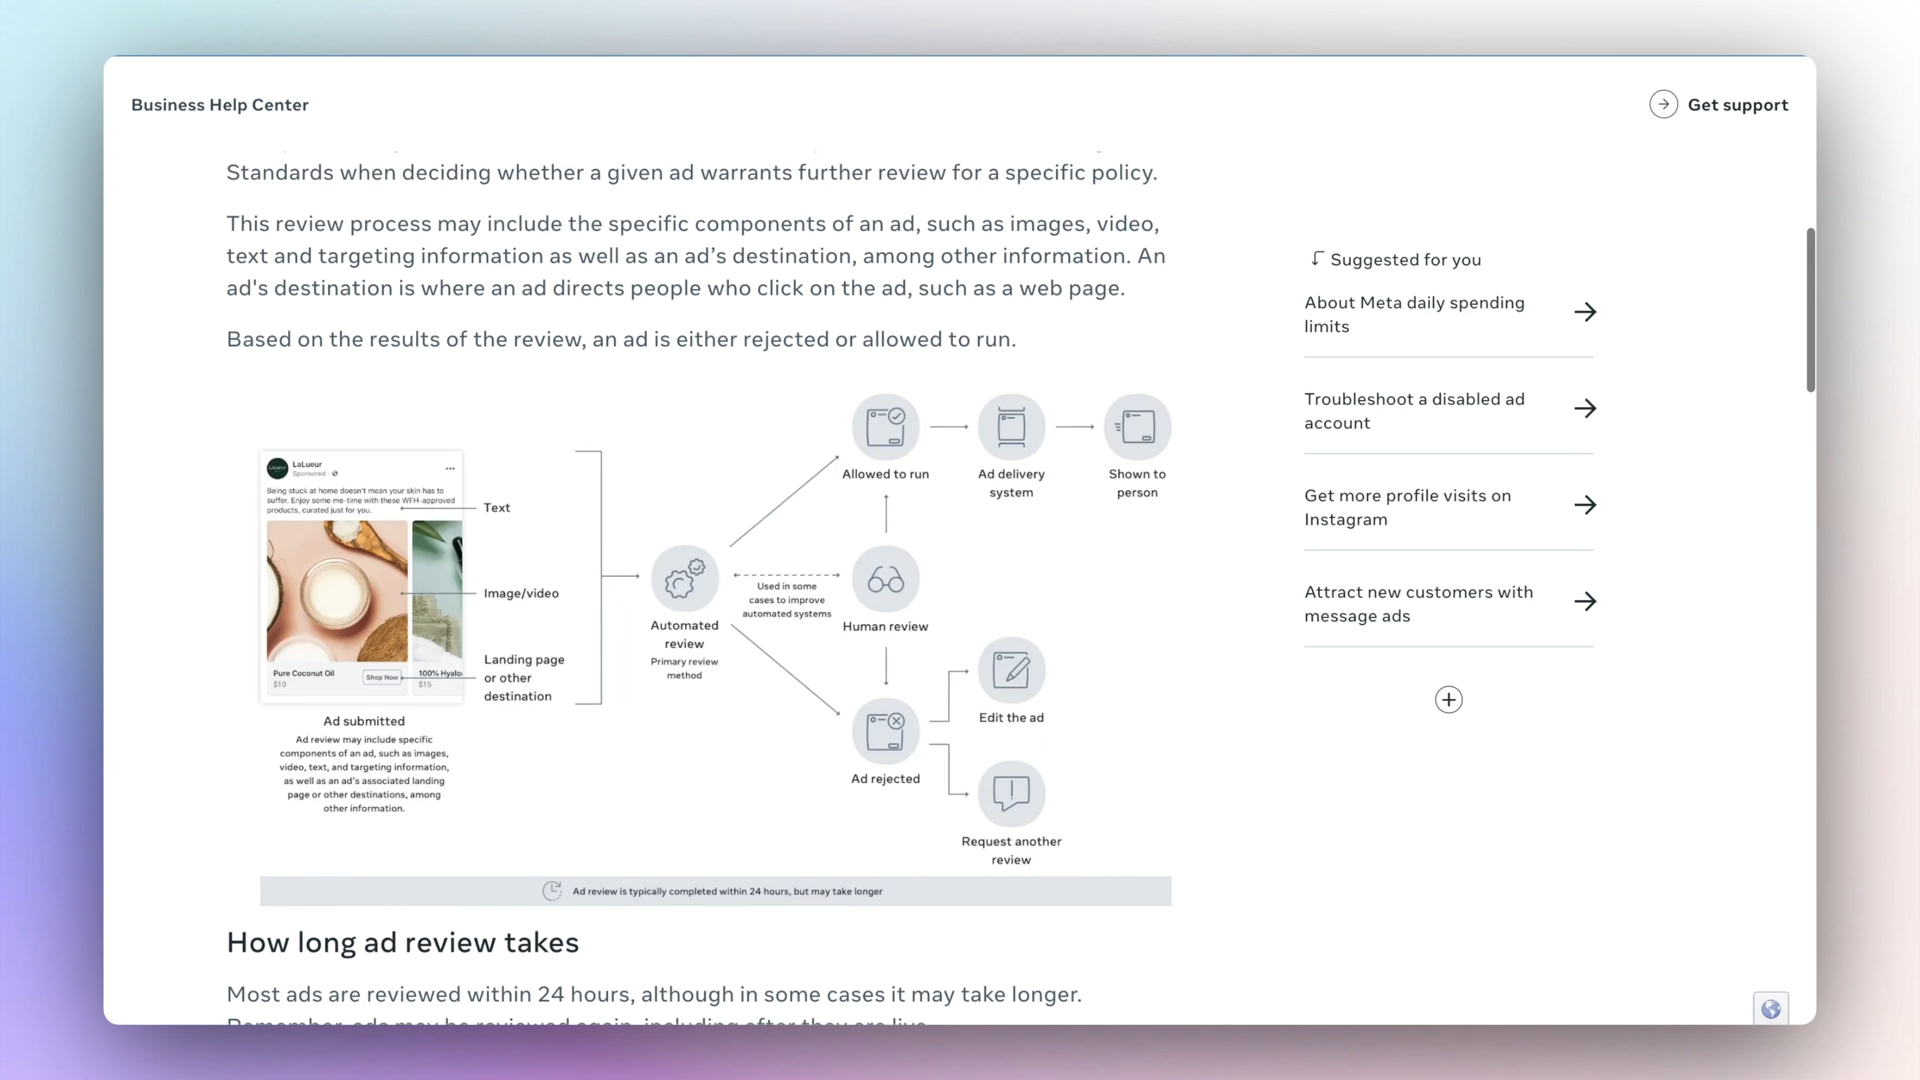 Business Help Center
Get support
Standards when deciding whether a given ad warrants further review for a specific policy.
This review process may include the specific components of an ad, such as images, video,
text and targeting information as well as an ad’s destination, among other information. An
ad's destination is where an ad directs people who click on the ad, such as a web page.
Based on the results of the review, an ad is either rejected or allowed to run.
LaLueur
Sponsored
Being stuck at home doesn't mean your skin has to
suffer. Enjoy some me-time with these WFH-approved
products, curated just for you.
Pure Coconut Oil
$10
Shop Now
100% Hyalo
$15
Text
Image/video
Landing page
or other
destination
Ad submitted
Ad review may include specific
components of an ad, such as images,
video, text, and targeting information,
as well as an ad's associated landing
page or other destinations, among
other information.
Automated
review
Primary review
method
Used in some
cases to improve
automated systems
Allowed to run
Ad delivery
system
Shown to
person
Human review
Ad rejected
Edit the ad
Request another
review
Ad review is typically completed within 24 hours, but may take longer
How long ad review takes
Most ads are reviewed within 24 hours, although in some cases it may take longer.
Remember, ads may be reviewed again, including after they are live.
Suggested for you
About Meta daily spending
limits
Troubleshoot a disabled ad
account
Get more profile visits on
Instagram
Attract new customers with
message ads